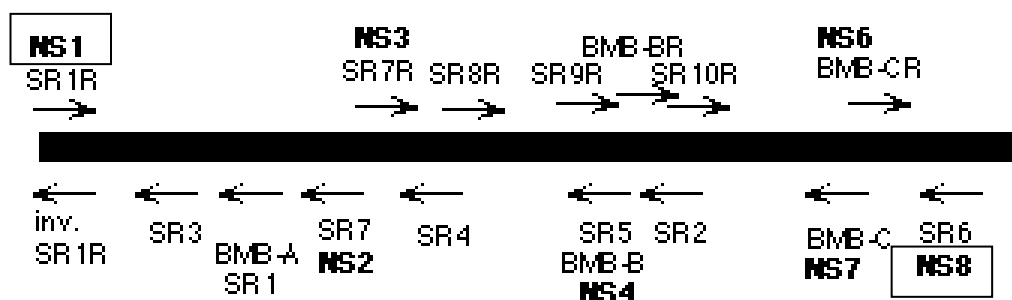 NS1
SR1R
NS3
SR7R
SR8R
SR9R
BMB-BR
SR10R
NS6
BMB-CR
inv.
SR1R
SR3
BMB-A
SR1
SR7
NS2
SR4
SR5
BMB-B
NS4
SR2
BMB-C
NS7
SR6
NS8